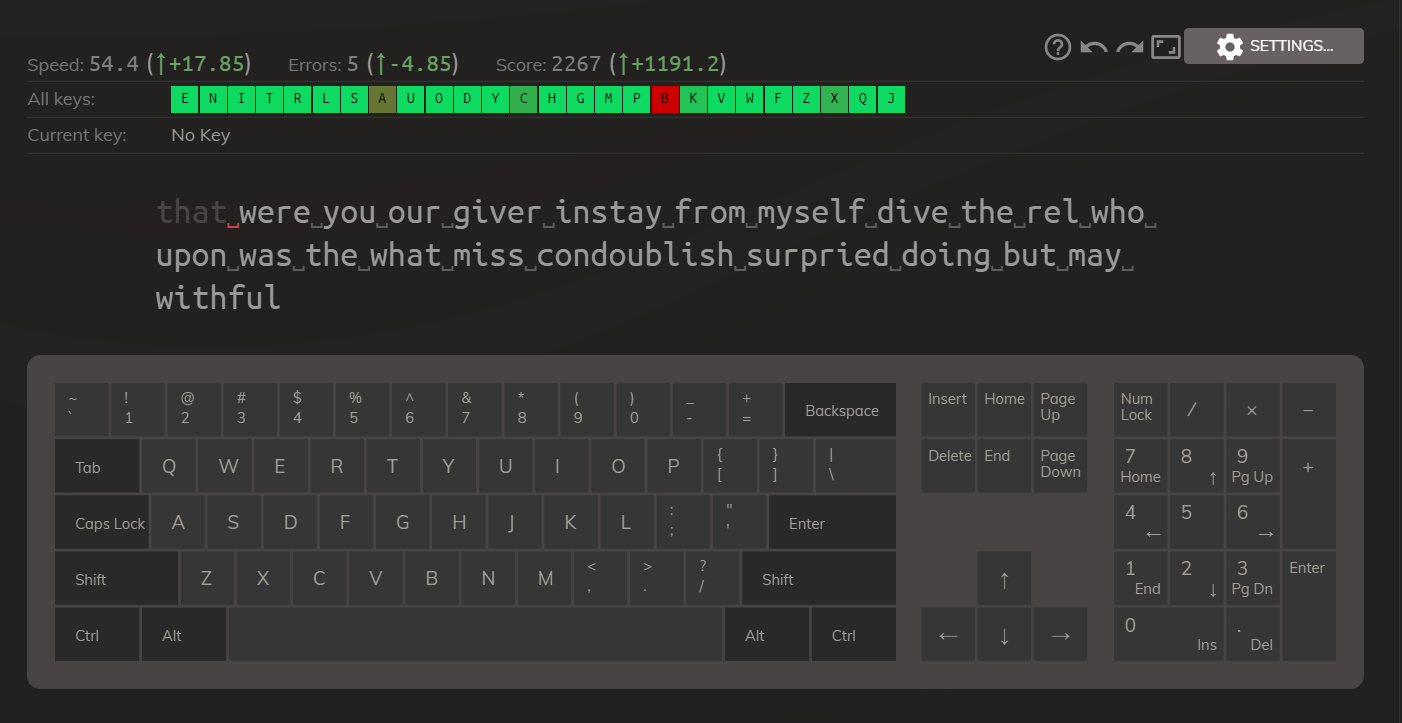 SETTINGS...
Speed: 54.4 (↑+17.85) Errors: 5 (↑-4.85) Score: 2267 (↑+1191.2)
All keys: E N I T R L S A U O D Y C H G M P B K V W F Z X Q J
Current key: No Key
that␣were␣you␣our␣giver␣instay␣from␣myself␣dive␣the␣rel␣who␣
upon␣was␣the␣what␣miss␣condoublish␣surpried␣doing␣but␣may␣
withful
~ ! @ # $ % ^ & * ( ) _ +
` 1 2 3 4 5 6 7 8 9 0 - = Backspace
Insert Home Page Up
Num Lock / × −
Tab Q W E R T Y U I O P { [ } ] | \
Delete End Page Down
7 Home 8 ↑ 9 Pg Up +
Caps Lock A S D F G H J K L : ; " ' Enter
4 ← 5 6 →
Shift Z X C V B N M < , > . ? / Shift
↑
1 End 2 ↓ 3 Pg Dn Enter
Ctrl Alt Alt Ctrl
← ↓ →
0 Ins . Del